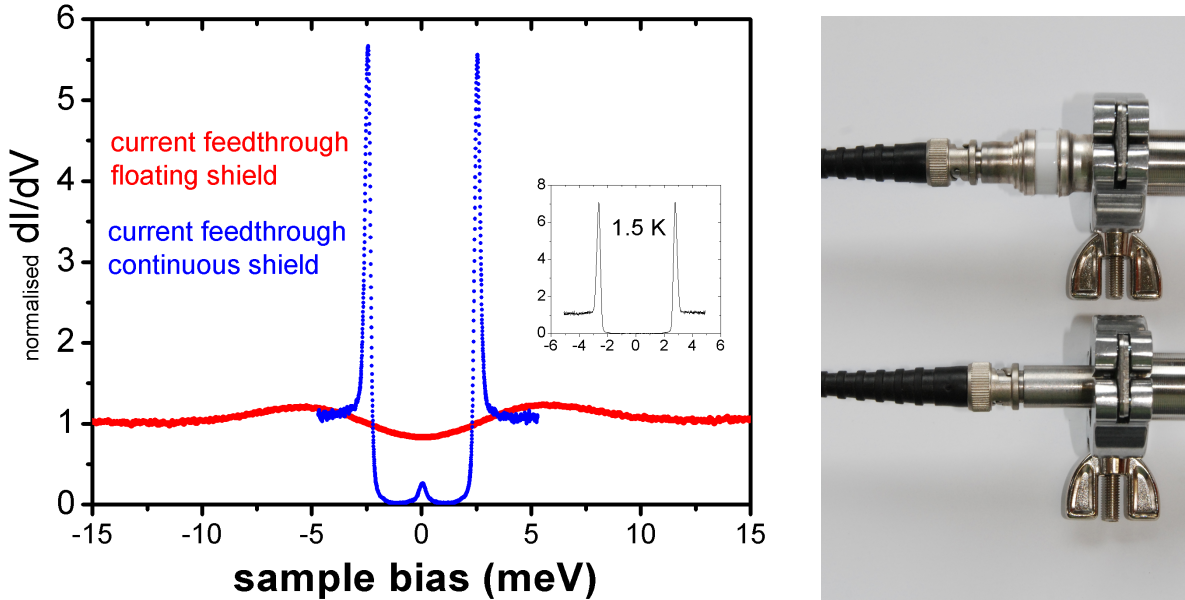 6
5
4
3
2
1
0
normalised dI/dV
current feedthrough
floating shield
current feedthrough
continuous shield
8
6
4
2
0
1.5 K
-6 -4 -2 0 2 4 6
-15 -10 -5 0 5 10 15
sample bias (meV)